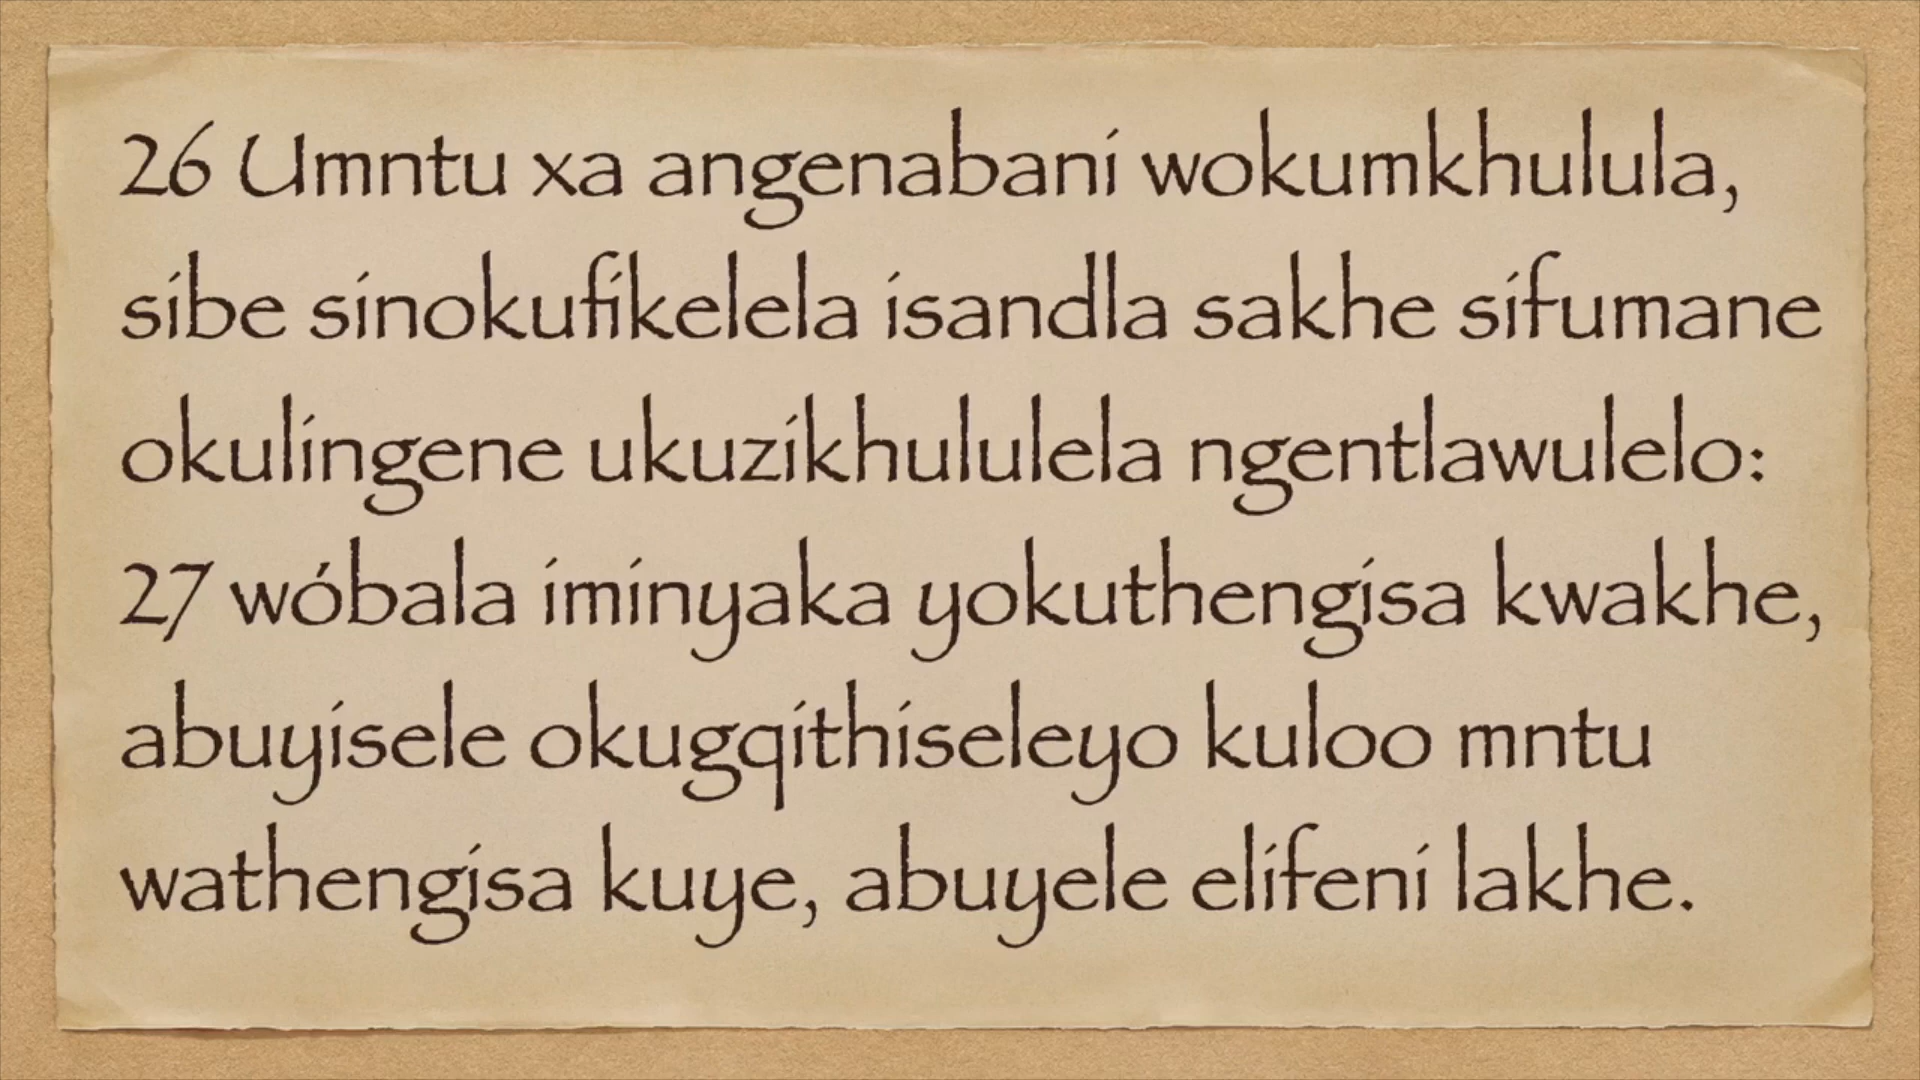 26 Umntu xa angenabani wokumkhulula,
sibe sinokufikelela isandla sakhe sifumane
okulingene ukuzikhululela ngentlawulelo:
27 wóbala iminyaka yokuthengisa kwakhe,
abuyisele okugqithiseleyo kuloo mntu
wathengisa kuye, abuyele elifeni lakhe.